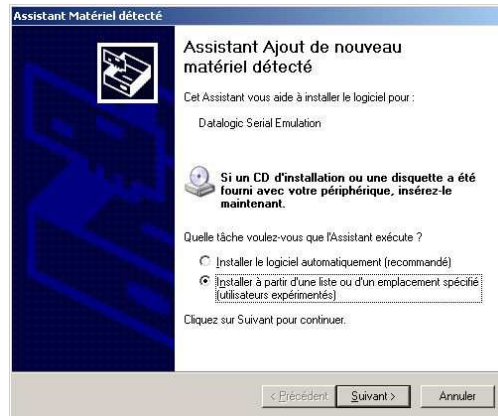 Assistant Matériel détecté
Assistant Ajout de nouveau
matériel détecté
Cet Assistant vous aide à installer le logiciel pour :
Datalogic Serial Emulation
Si un CD d'installation ou une disquette a été
fourni avec votre périphérique, insérez-le
maintenant.
Quelle tâche voulez-vous que l'Assistant exécute ?
Installer le logiciel automatiquement (recommandé)
Installer à partir d'une liste ou d'un emplacement spécifié
(utilisateurs expérimentés)
Cliquez sur Suivant pour continuer.
< Précédent Suivant > Annuler